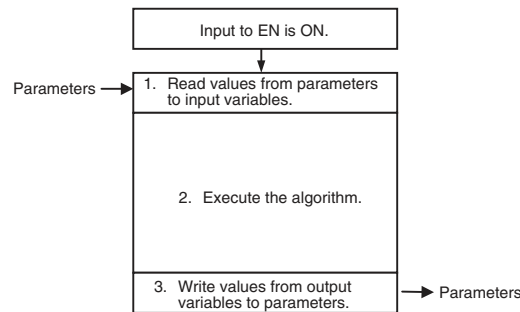 Input to EN is ON.
Parameters
1. Read values from parameters
to input variables.
2. Execute the algorithm.
3. Write values from output
variables to parameters.
Parameters